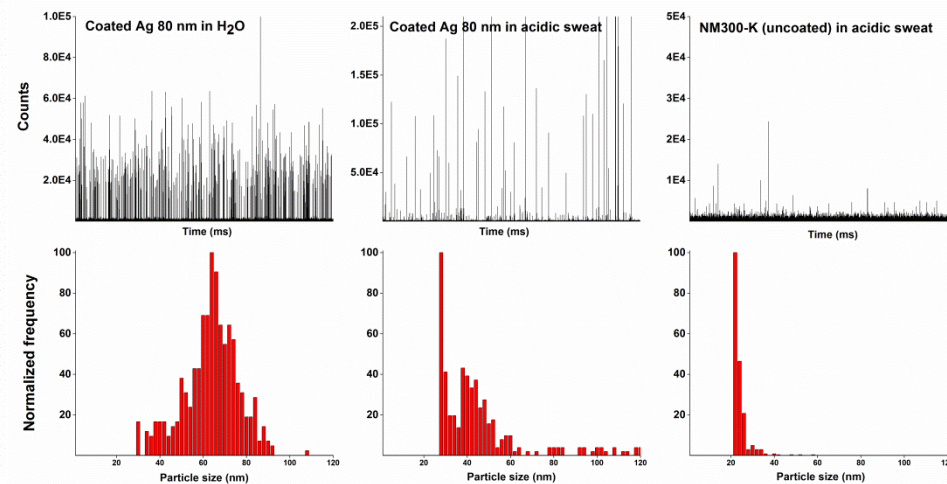 Coated Ag 80 nm in H2O
1.0E5
8.0E4
6.0E4
4.0E4
2.0E4
Counts
Time (ms)
Coated Ag 80 nm in acidic sweat
2.0E5
1.5E5
1.0E5
5.0E4
Time (ms)
NM300-K (uncoated) in acidic sweat
5E4
4E4
3E4
2E4
1E4
Time (ms)
Normalized frequency
100
80
60
40
20
20 40 60 80 100 120
Particle size (nm)
100
80
60
40
20
20 40 60 80 100 120
Particle size (nm)
100
80
60
40
20
20 40 60 80 100 120
Particle size (nm)